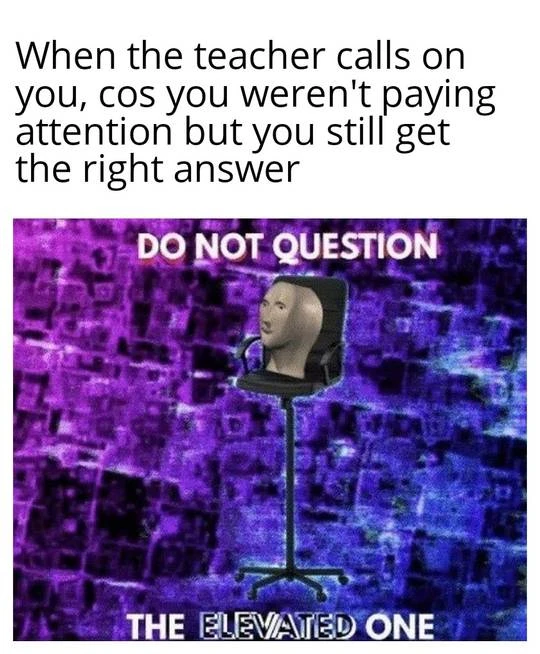 When the teacher calls on
you, cos you weren't paying
attention but you still get
the right answer
DO NOT QUESTION
THE ELEVATED ONE